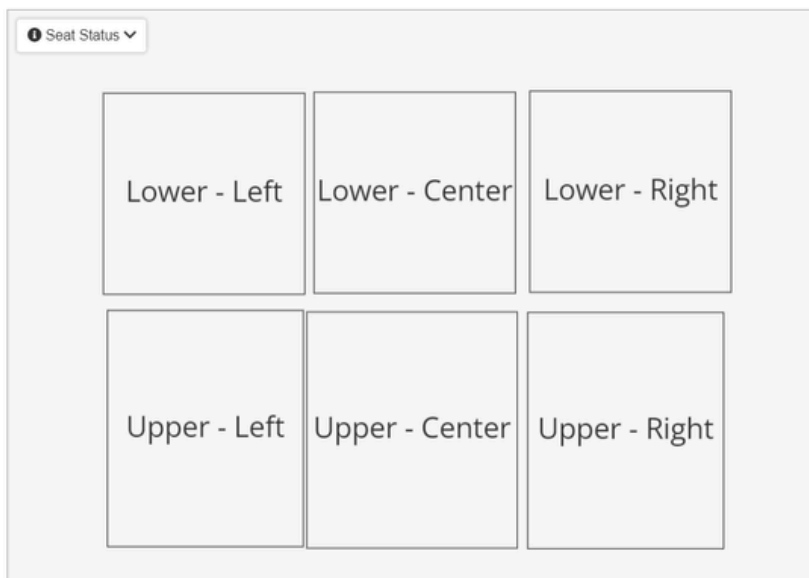 Seat Status
Lower - Left
Lower - Center
Lower - Right
Upper - Left
Upper - Center
Upper - Right